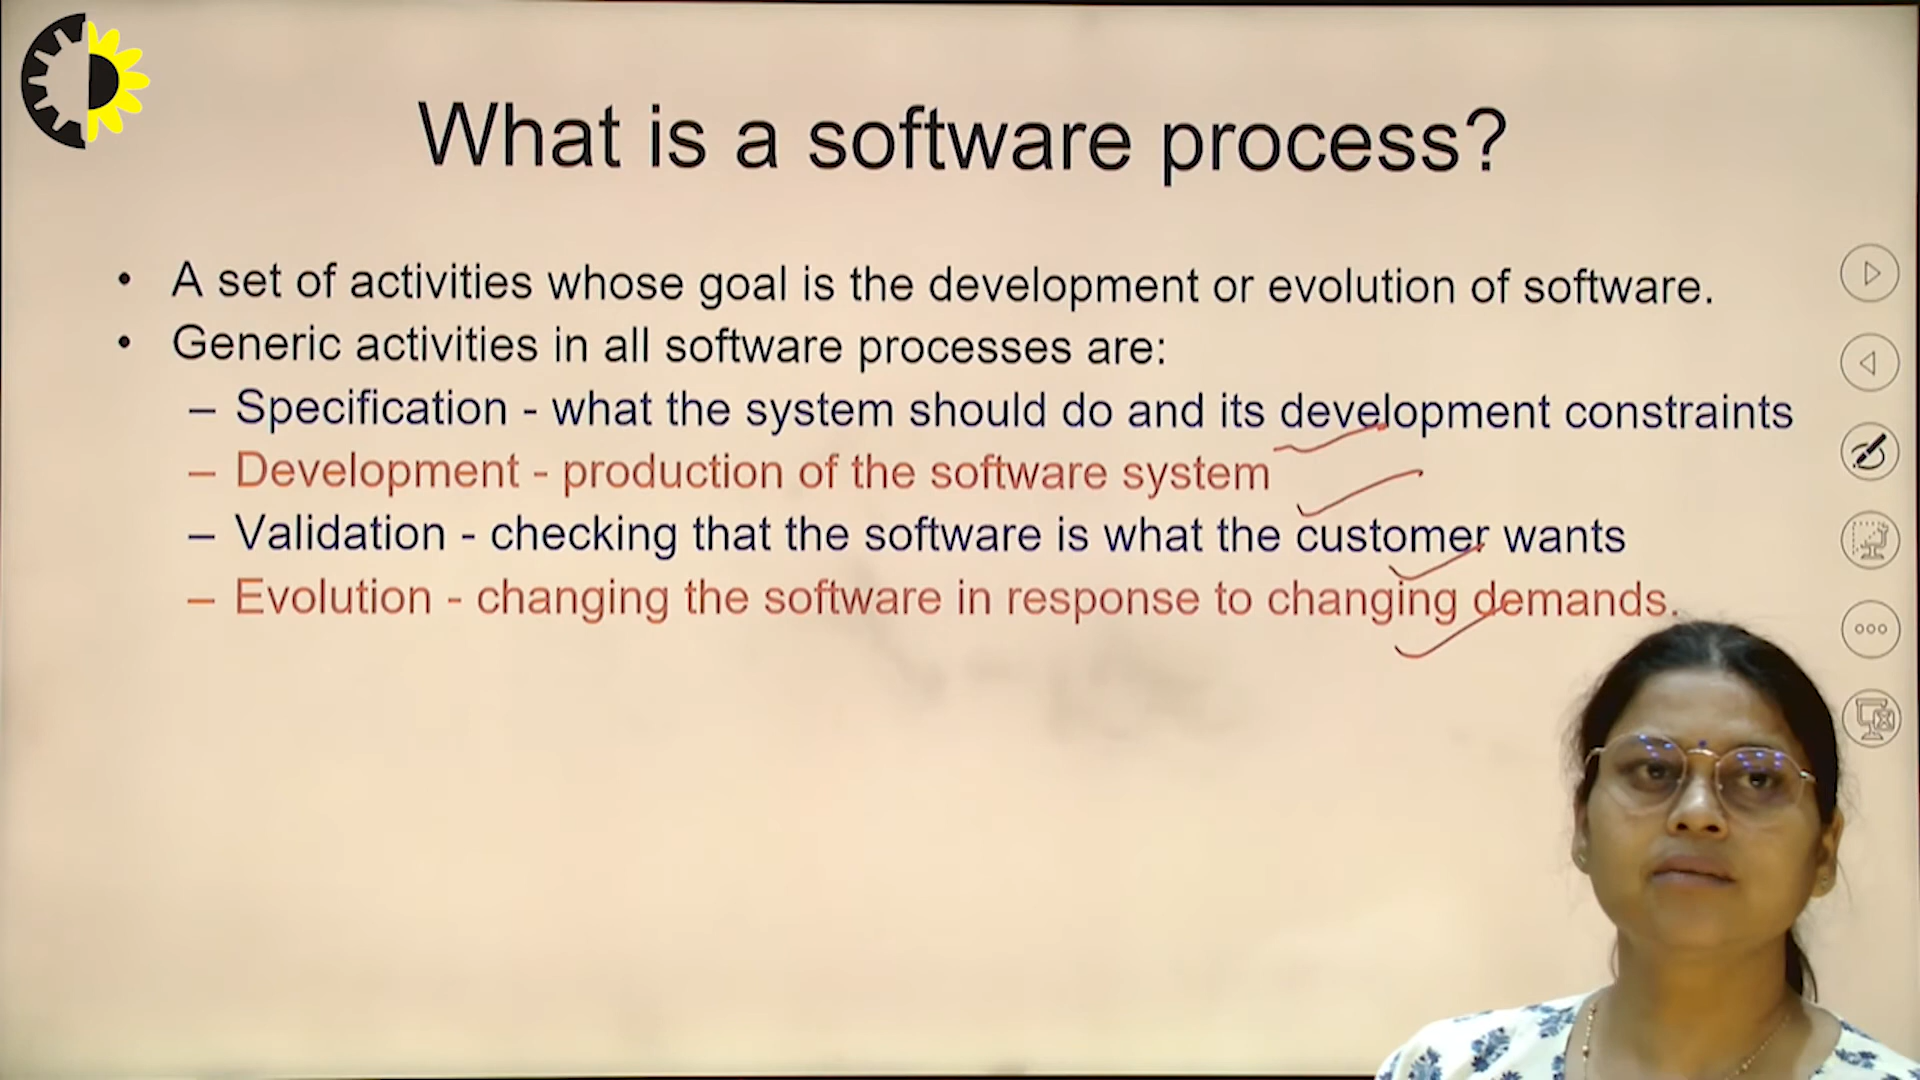 What is a software process?
• A set of activities whose goal is the development or evolution of software.
• Generic activities in all software processes are:
– Specification - what the system should do and its development constraints
– Development - production of the software system
– Validation - checking that the software is what the customer wants
– Evolution - changing the software in response to changing demands.